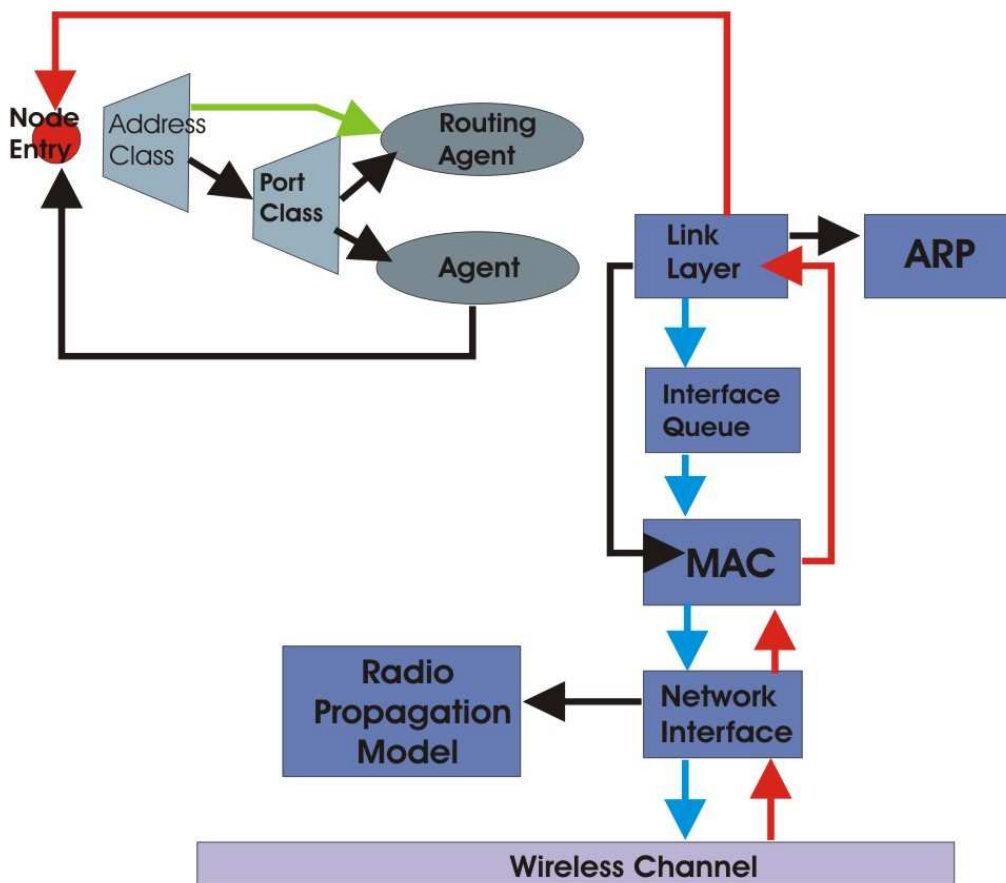 Node
Entry
Address
Class
Port
Class
Routing
Agent
Agent
Link
Layer
ARP
Interface
Queue
MAC
Radio
Propagation
Model
Network
Interface
Wireless Channel